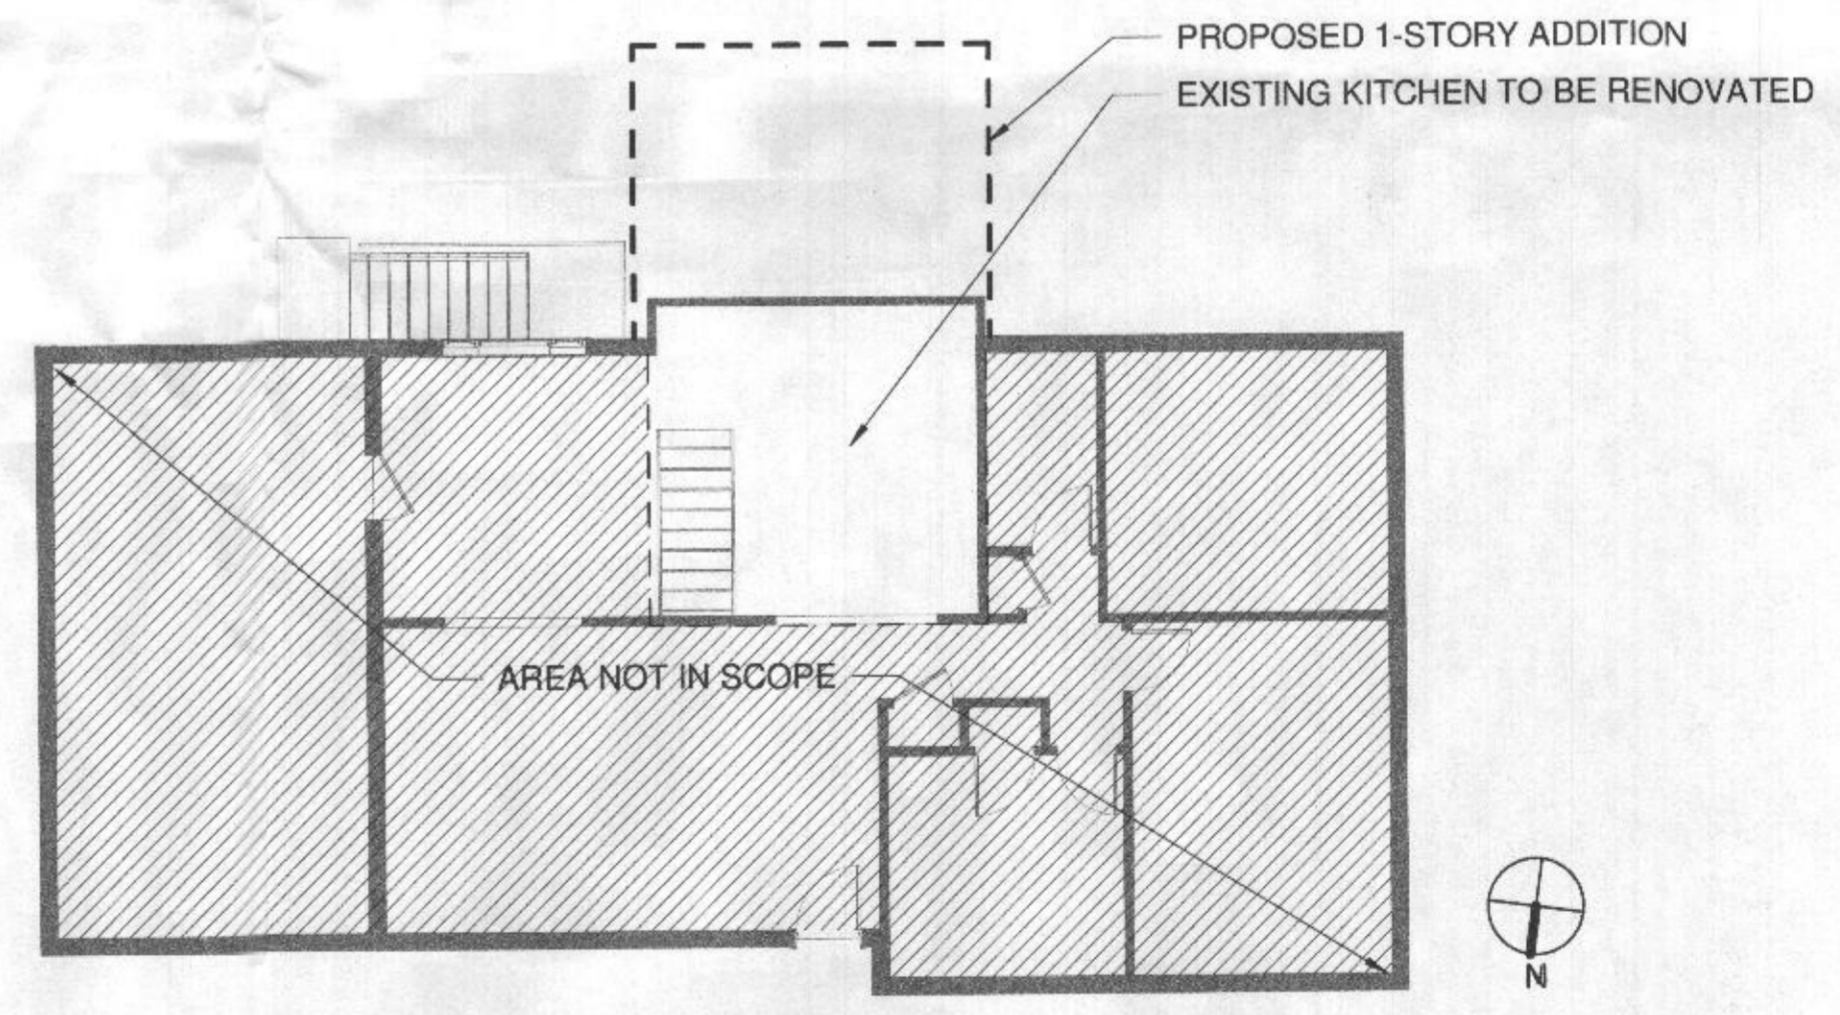 PROPOSED 1-STORY ADDITION
EXISTING KITCHEN TO BE RENOVATED
AREA NOT IN SCOPE
N